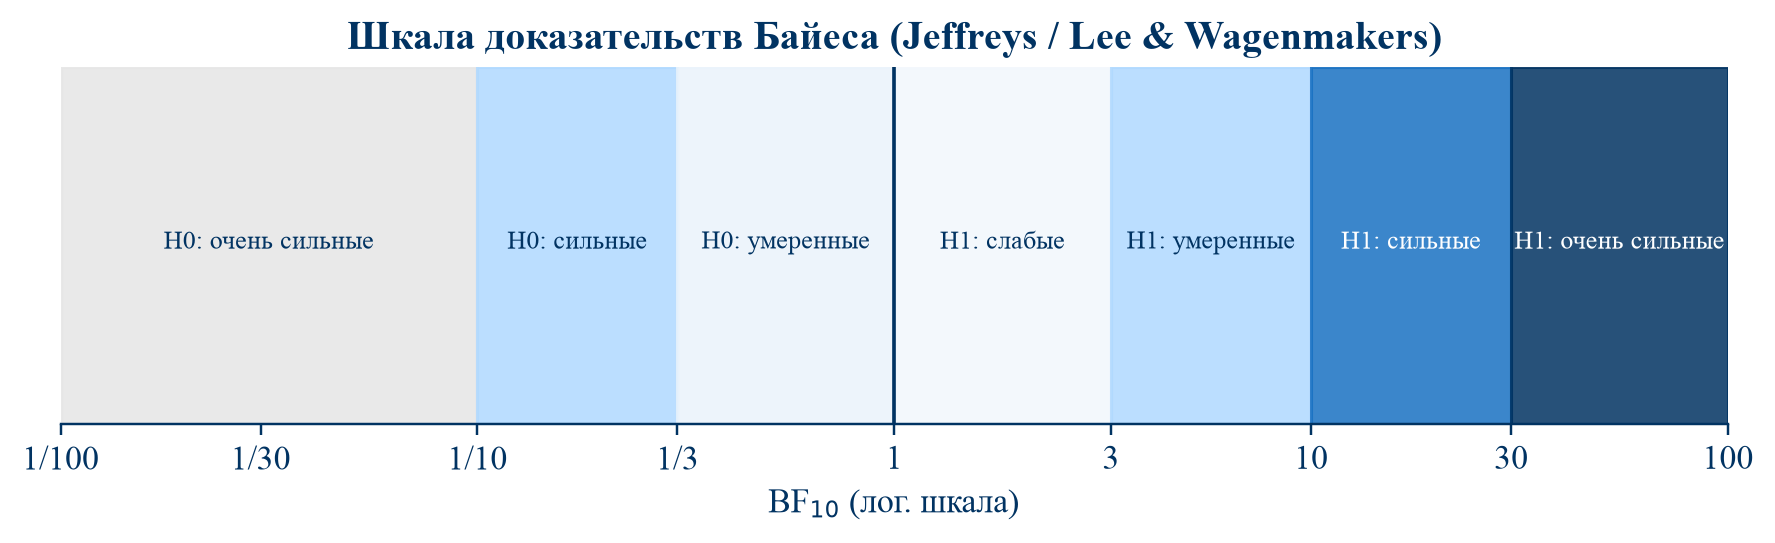 Шкала доказательств Байеса (Jeffreys / Lee & Wagenmakers)
H0: очень сильные H0: сильные H0: умеренные H1: слабые H1: умеренные H1: сильные H1: очень сильные
1/100 1/30 1/10 1/3 1 3 10 30 100
BF₁₀ (лог. шкала)